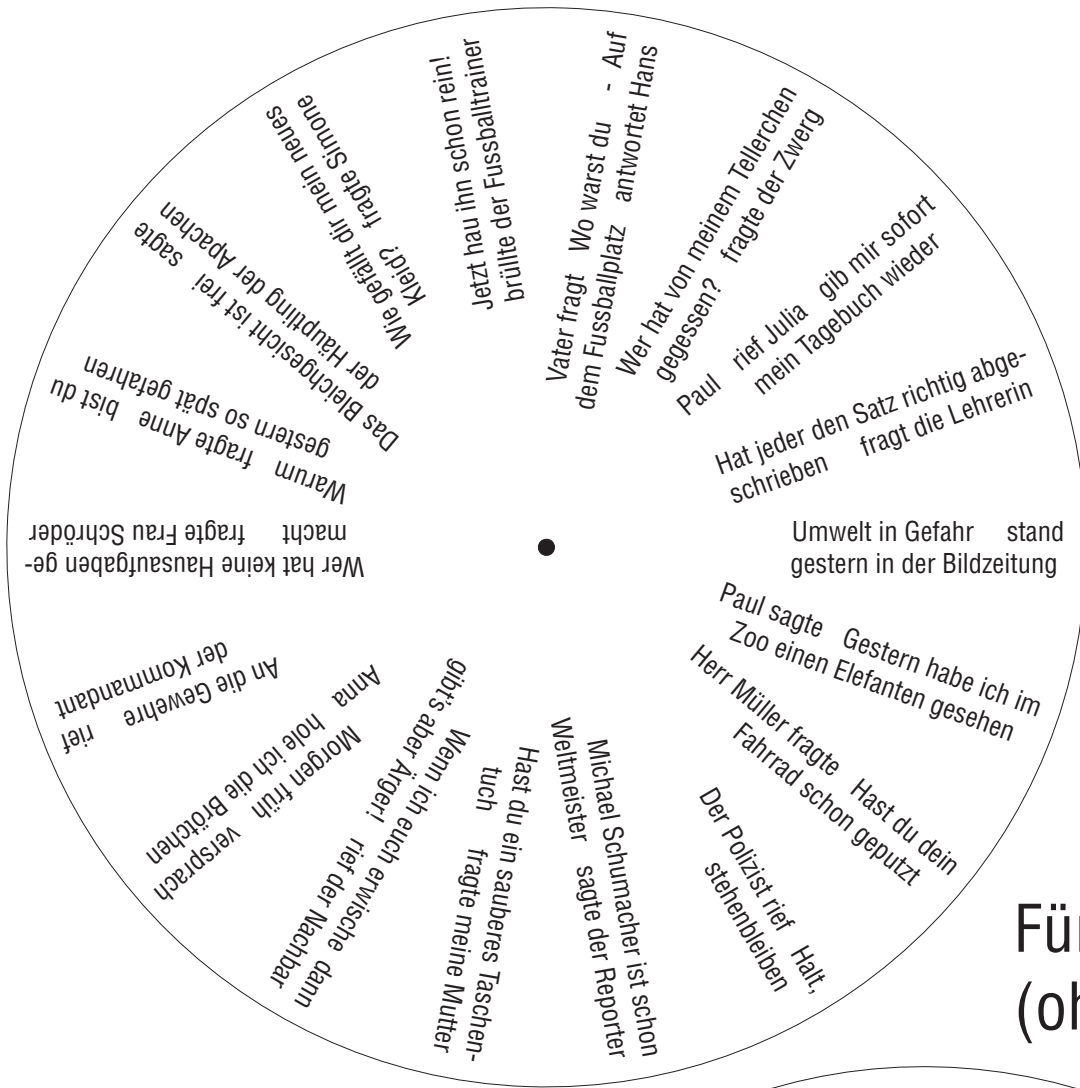 Vater fragt Wo warst du - Auf
dem Fussballplatz antwortet Hans
Wer hat von meinem Tellerchen
gegessen? fragte der Zwerg
Paul rief Julia gib mir sofort
mein Tagebuch wieder
Hat jeder den Satz richtig abge-
schrieben fragt die Lehrerin
Umwelt in Gefahr stand
gestern in der Bildzeitung
Paul sagte Gestern habe ich im
Zoo einen Elefanten gesehen
Herr Müller fragte Hast du dein
Fahrrad schon geputzt
Der Polizist rief Halt,
stehenbleiben
Michael Schumacher ist schon
Weltmeister sagte der Reporter
Hast du ein sauberes Taschen-
tuch fragte meine Mutter
Wenn ich euch erwische dann
gibt's aber Ärger! rief der Nachbar
Morgen früh versprach
Anna hole ich die Brötchen
An die Gewehre rief
der Kommandant
Wer hat keine Hausaufgaben ge-
macht fragte Frau Schröder
Warum fragte Anne bist du
gestern so spät gefahren
Das Bleichgesicht ist frei sagte
der Häuptling der Apachen
Wie gefällt dir mein neues
Kleid? fragte Simone
Jetzt hau ihn schon rein!
brüllte der Fussballtrainer
Für
(oh